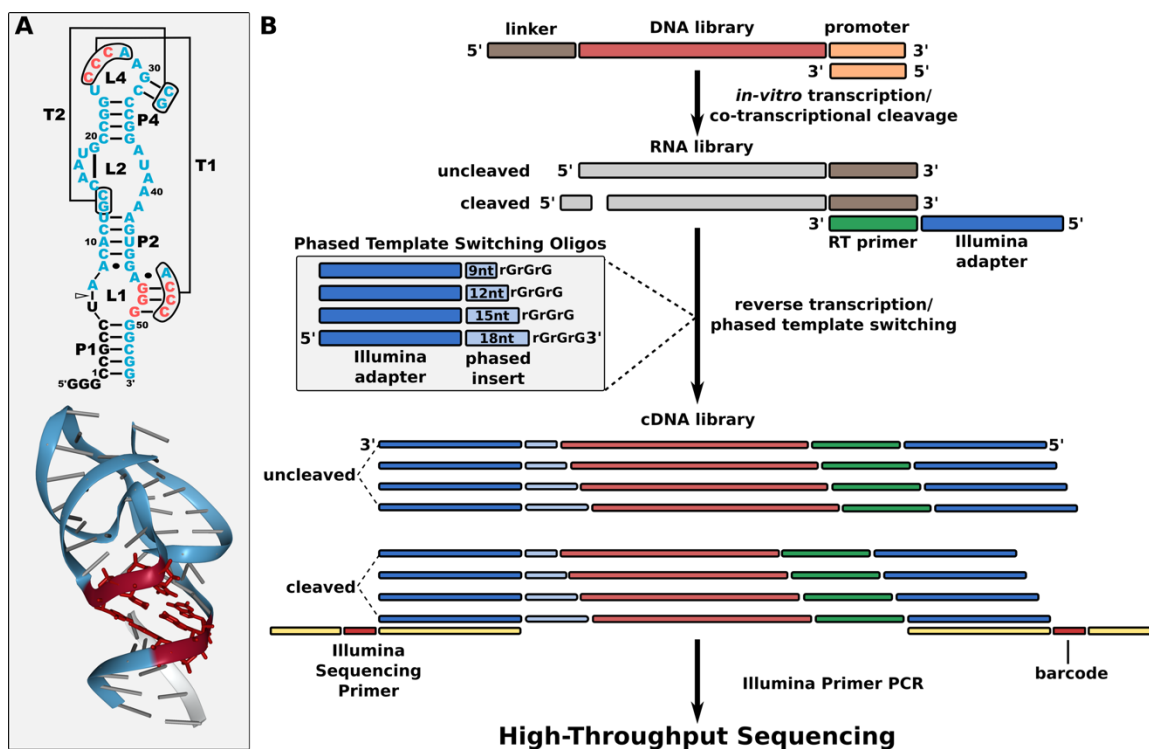 A
T2
C C C A A
30
C G C
L4
U G C G
G C
G C P4
20 C G
U G C G
A L2 A
A U T1
C A
G C A 40
U A A
10 A U P2
C G
A G
C G
A A A
L1 G C
U G C
C G C
C G 50
P1 G C
C G
1 C G
5'GGG C G 3'
B
linker DNA library promoter
5' 3'
3' 5'
in-vitro transcription/
co-transcriptional cleavage
RNA library
uncleaved 5' 3'
cleaved 5' 3'
3' 5'
RT primer Illumina
adapter
Phased Template Switching Oligos
9nt rGrGrG
12nt rGrGrG
15nt rGrGrG
5' 18nt rGrGrG3'
Illumina phased
adapter insert
reverse transcription/
phased template switching
cDNA library
3' 5'
uncleaved
cleaved
Illumina
Sequencing
Primer
barcode
Illumina Primer PCR
High-Throughput Sequencing